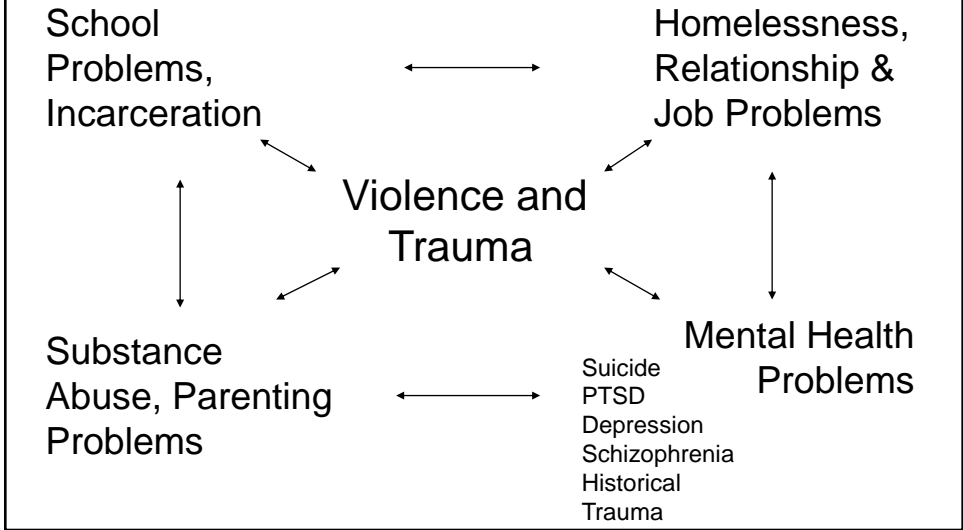 School
Problems,
Incarceration
Homelessness,
Relationship &
Job Problems
Violence and
Trauma
Substance
Abuse, Parenting
Problems
Mental Health
Problems
Suicide
PTSD
Depression
Schizophrenia
Historical
Trauma